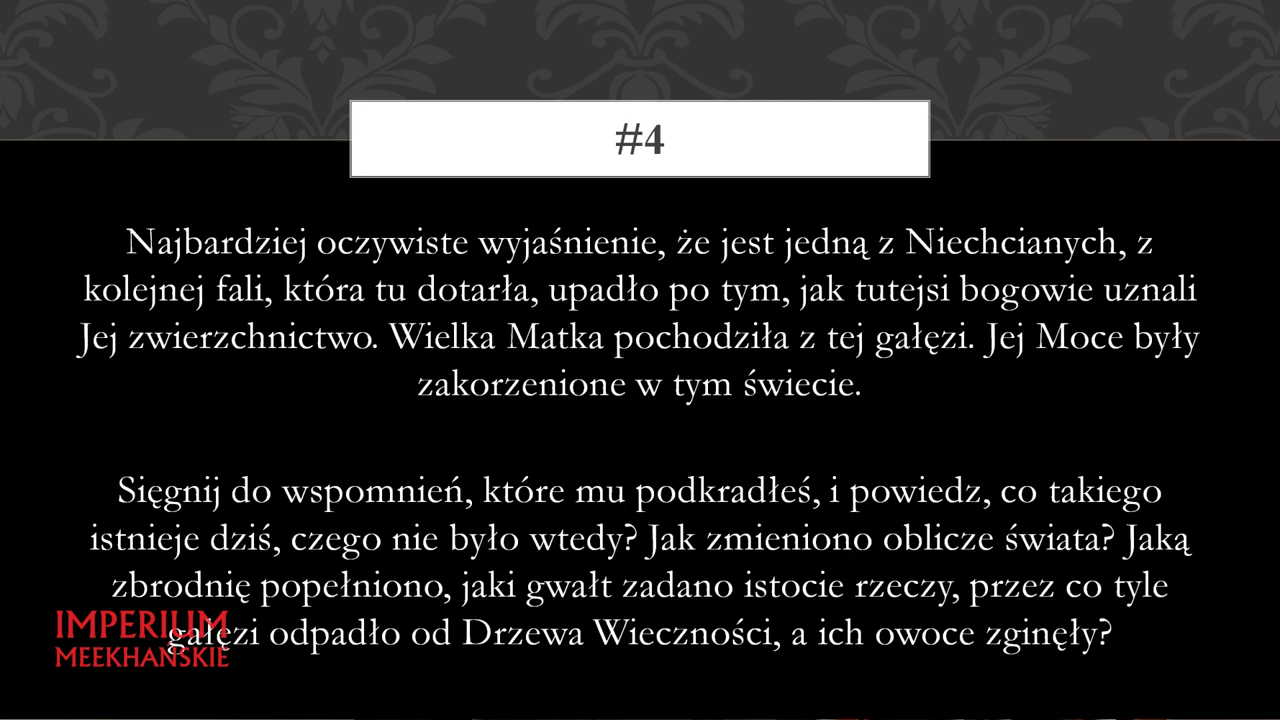 #4
Najbardziej oczywiste wyjaśnienie, że jest jedną z Niechcianych, z
kolejnej fali, która tu dotarła, upadło po tym, jak tutejsi bogowie uznali
Jej zwierzchnictwo. Wielka Matka pochodziła z tej gałęzi. Jej Moce były
zakorzenione w tym świecie.
Sięgnij do wspomnień, które mu podkradłeś, i powiedz, co takiego
istnieje dziś, czego nie było wtedy? Jak zmieniono oblicze świata? Jaką
zbrodnię popełniono, jaki gwałt zadano istocie rzeczy, przez co tyle
gałęzi odpadło od Drzewa Wieczności, a ich owoce zginęły?
IMPERIUM
MEEKHAŃSKIE